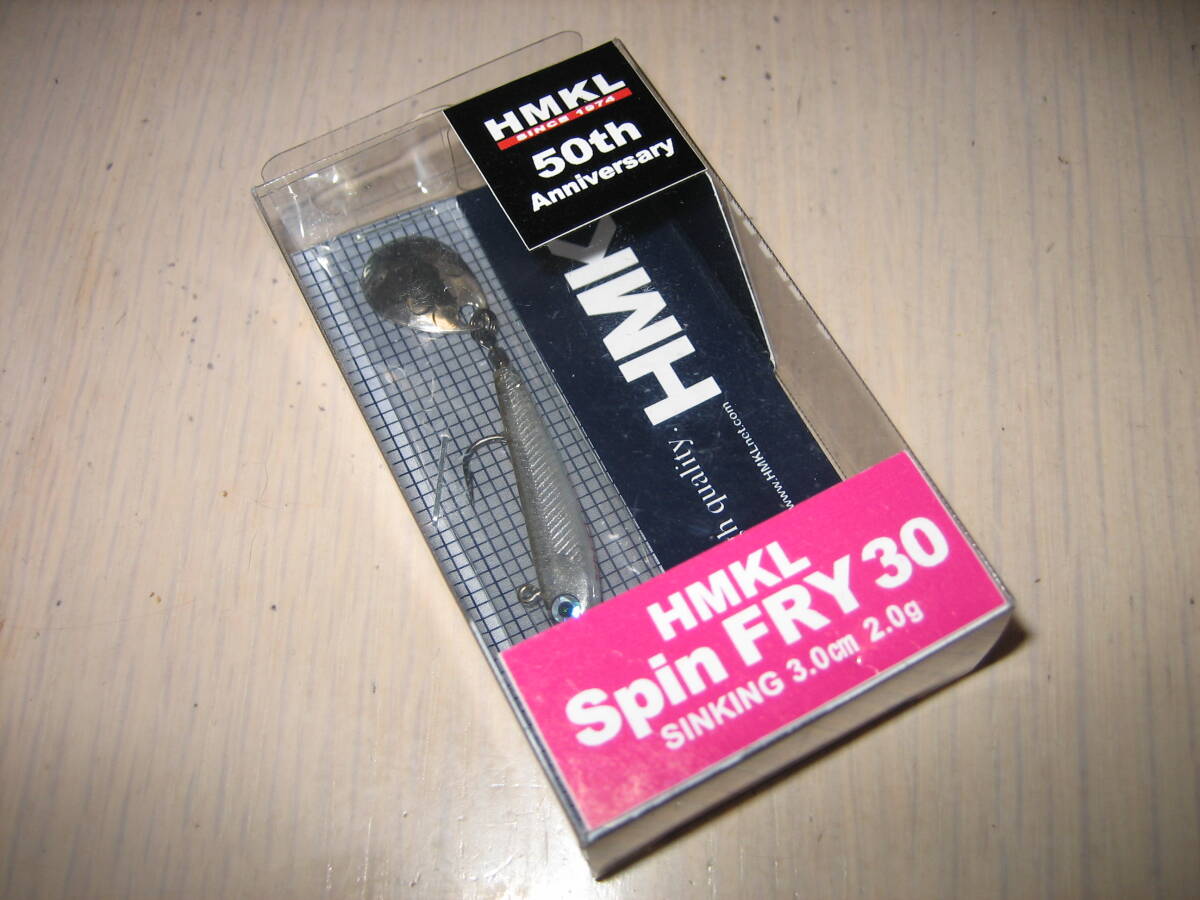 HMKL
SINCE 1974
50th
Anniversary
HMK
quality ·
www.HMKLnet.com
HMKL
Spin FRY 30
SINKING 3.0cm 2.0g